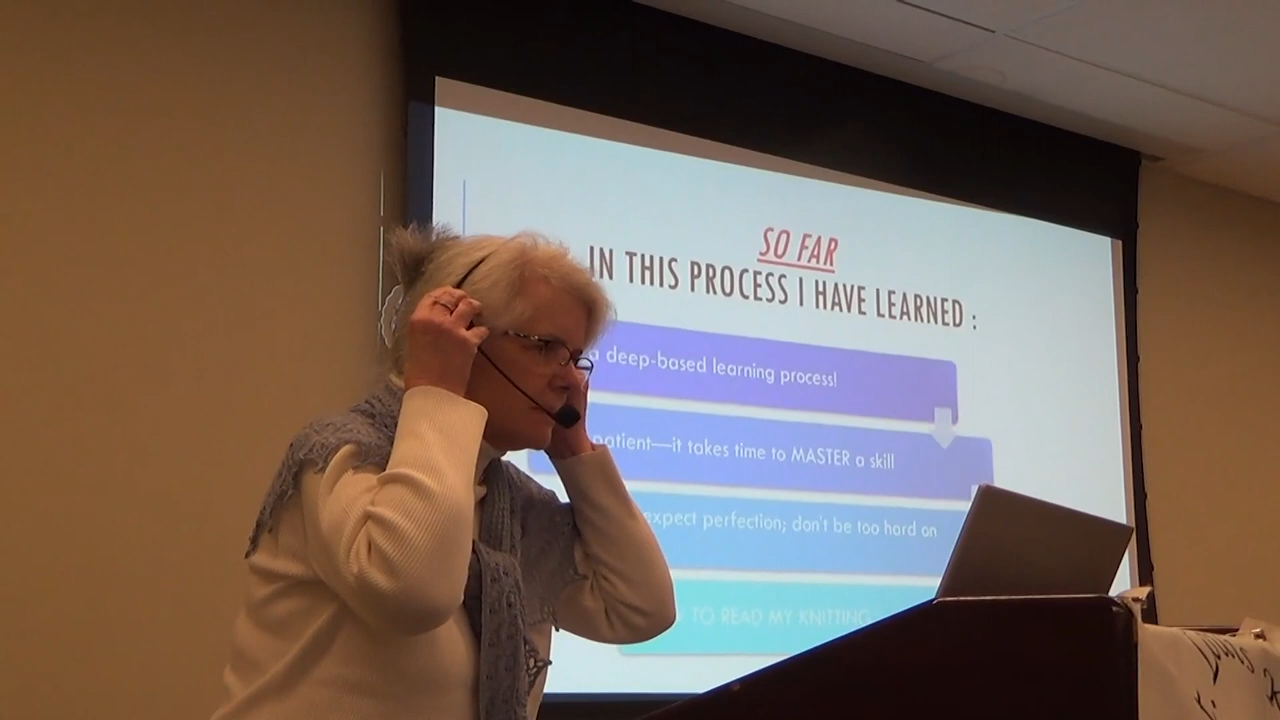 SO FAR
IN THIS PROCESS I HAVE LEARNED :
a deep-based learning process!
patient—it takes time to MASTER a skill
expect perfection; don't be too hard on
TO READ MY KNITTING